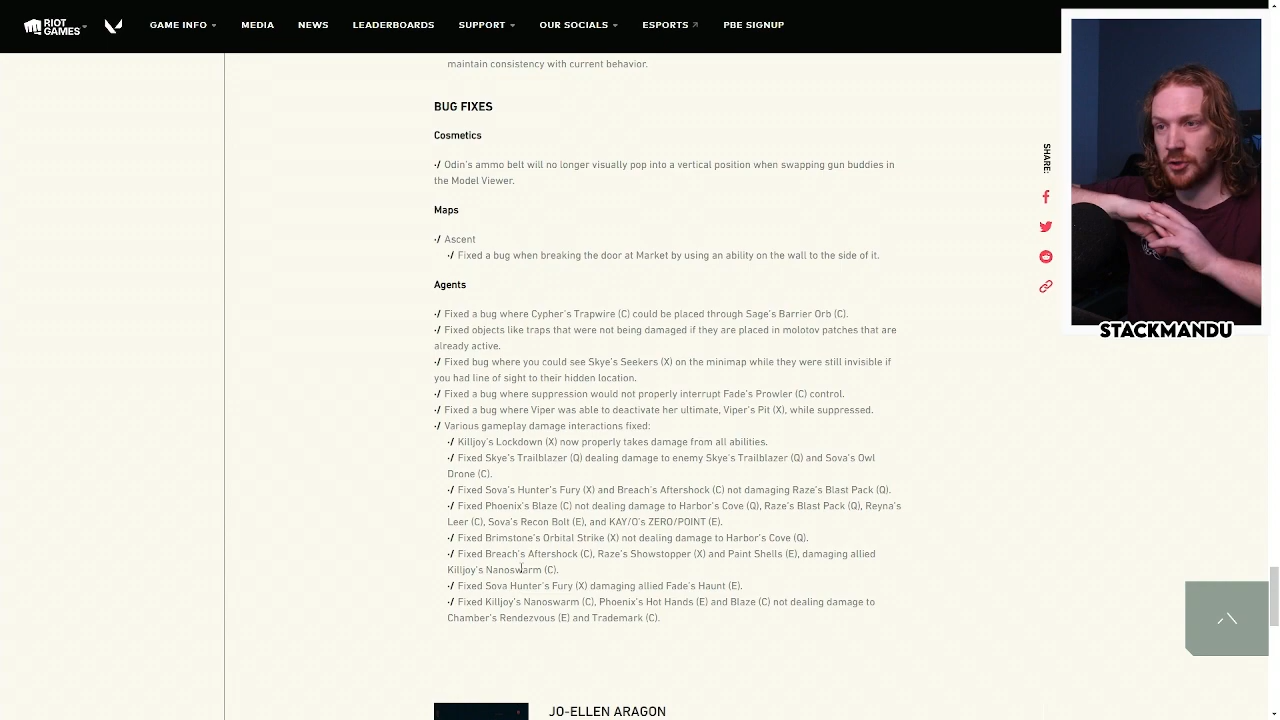 RIOT GAMES
GAME INFO
MEDIA
NEWS
LEADERBOARDS
SUPPORT
OUR SOCIALS
ESPORTS
PBE SIGNUP
maintain consistency with current behavior.
BUG FIXES
Cosmetics
·/ Odin's ammo belt will no longer visually pop into a vertical position when swapping gun buddies in
the Model Viewer.
Maps
·/ Ascent
·/ Fixed a bug when breaking the door at Market by using an ability on the wall to the side of it.
Agents
·/ Fixed a bug where Cypher's Trapwire (C) could be placed through Sage's Barrier Orb (C).
·/ Fixed objects like traps that were not being damaged if they are placed in molotov patches that are
already active.
·/ Fixed bug where you could see Skye's Seekers (X) on the minimap while they were still invisible if
you had line of sight to their hidden location.
·/ Fixed a bug where suppression would not properly interrupt Fade's Prowler (C) control.
·/ Fixed a bug where Viper was able to deactivate her ultimate, Viper's Pit (X), while suppressed.
·/ Various gameplay damage interactions fixed:
·/ Killjoy's Lockdown (X) now properly takes damage from all abilities.
·/ Fixed Skye's Trailblazer (Q) dealing damage to enemy Skye's Trailblazer (Q) and Sova's Owl
Drone (C).
·/ Fixed Sova's Hunter's Fury (X) and Breach's Aftershock (C) not damaging Raze's Blast Pack (Q).
·/ Fixed Phoenix's Blaze (C) not dealing damage to Harbor's Cove (Q), Raze's Blast Pack (Q), Reyna's
Leer (C), Sova's Recon Bolt (E), and KAY/O's ZERO/POINT (E).
·/ Fixed Brimstone's Orbital Strike (X) not dealing damage to Harbor's Cove (Q).
·/ Fixed Breach's Aftershock (C), Raze's Showstopper (X) and Paint Shells (E), damaging allied
Killjoy's Nanoswarm (C).
·/ Fixed Sova Hunter's Fury (X) damaging allied Fade's Haunt (E).
·/ Fixed Killjoy's Nanoswarm (C), Phoenix's Hot Hands (E) and Blaze (C) not dealing damage to
Chamber's Rendezvous (E) and Trademark (C).
JO-ELLEN ARAGON
SHARE:
STACKMANDU